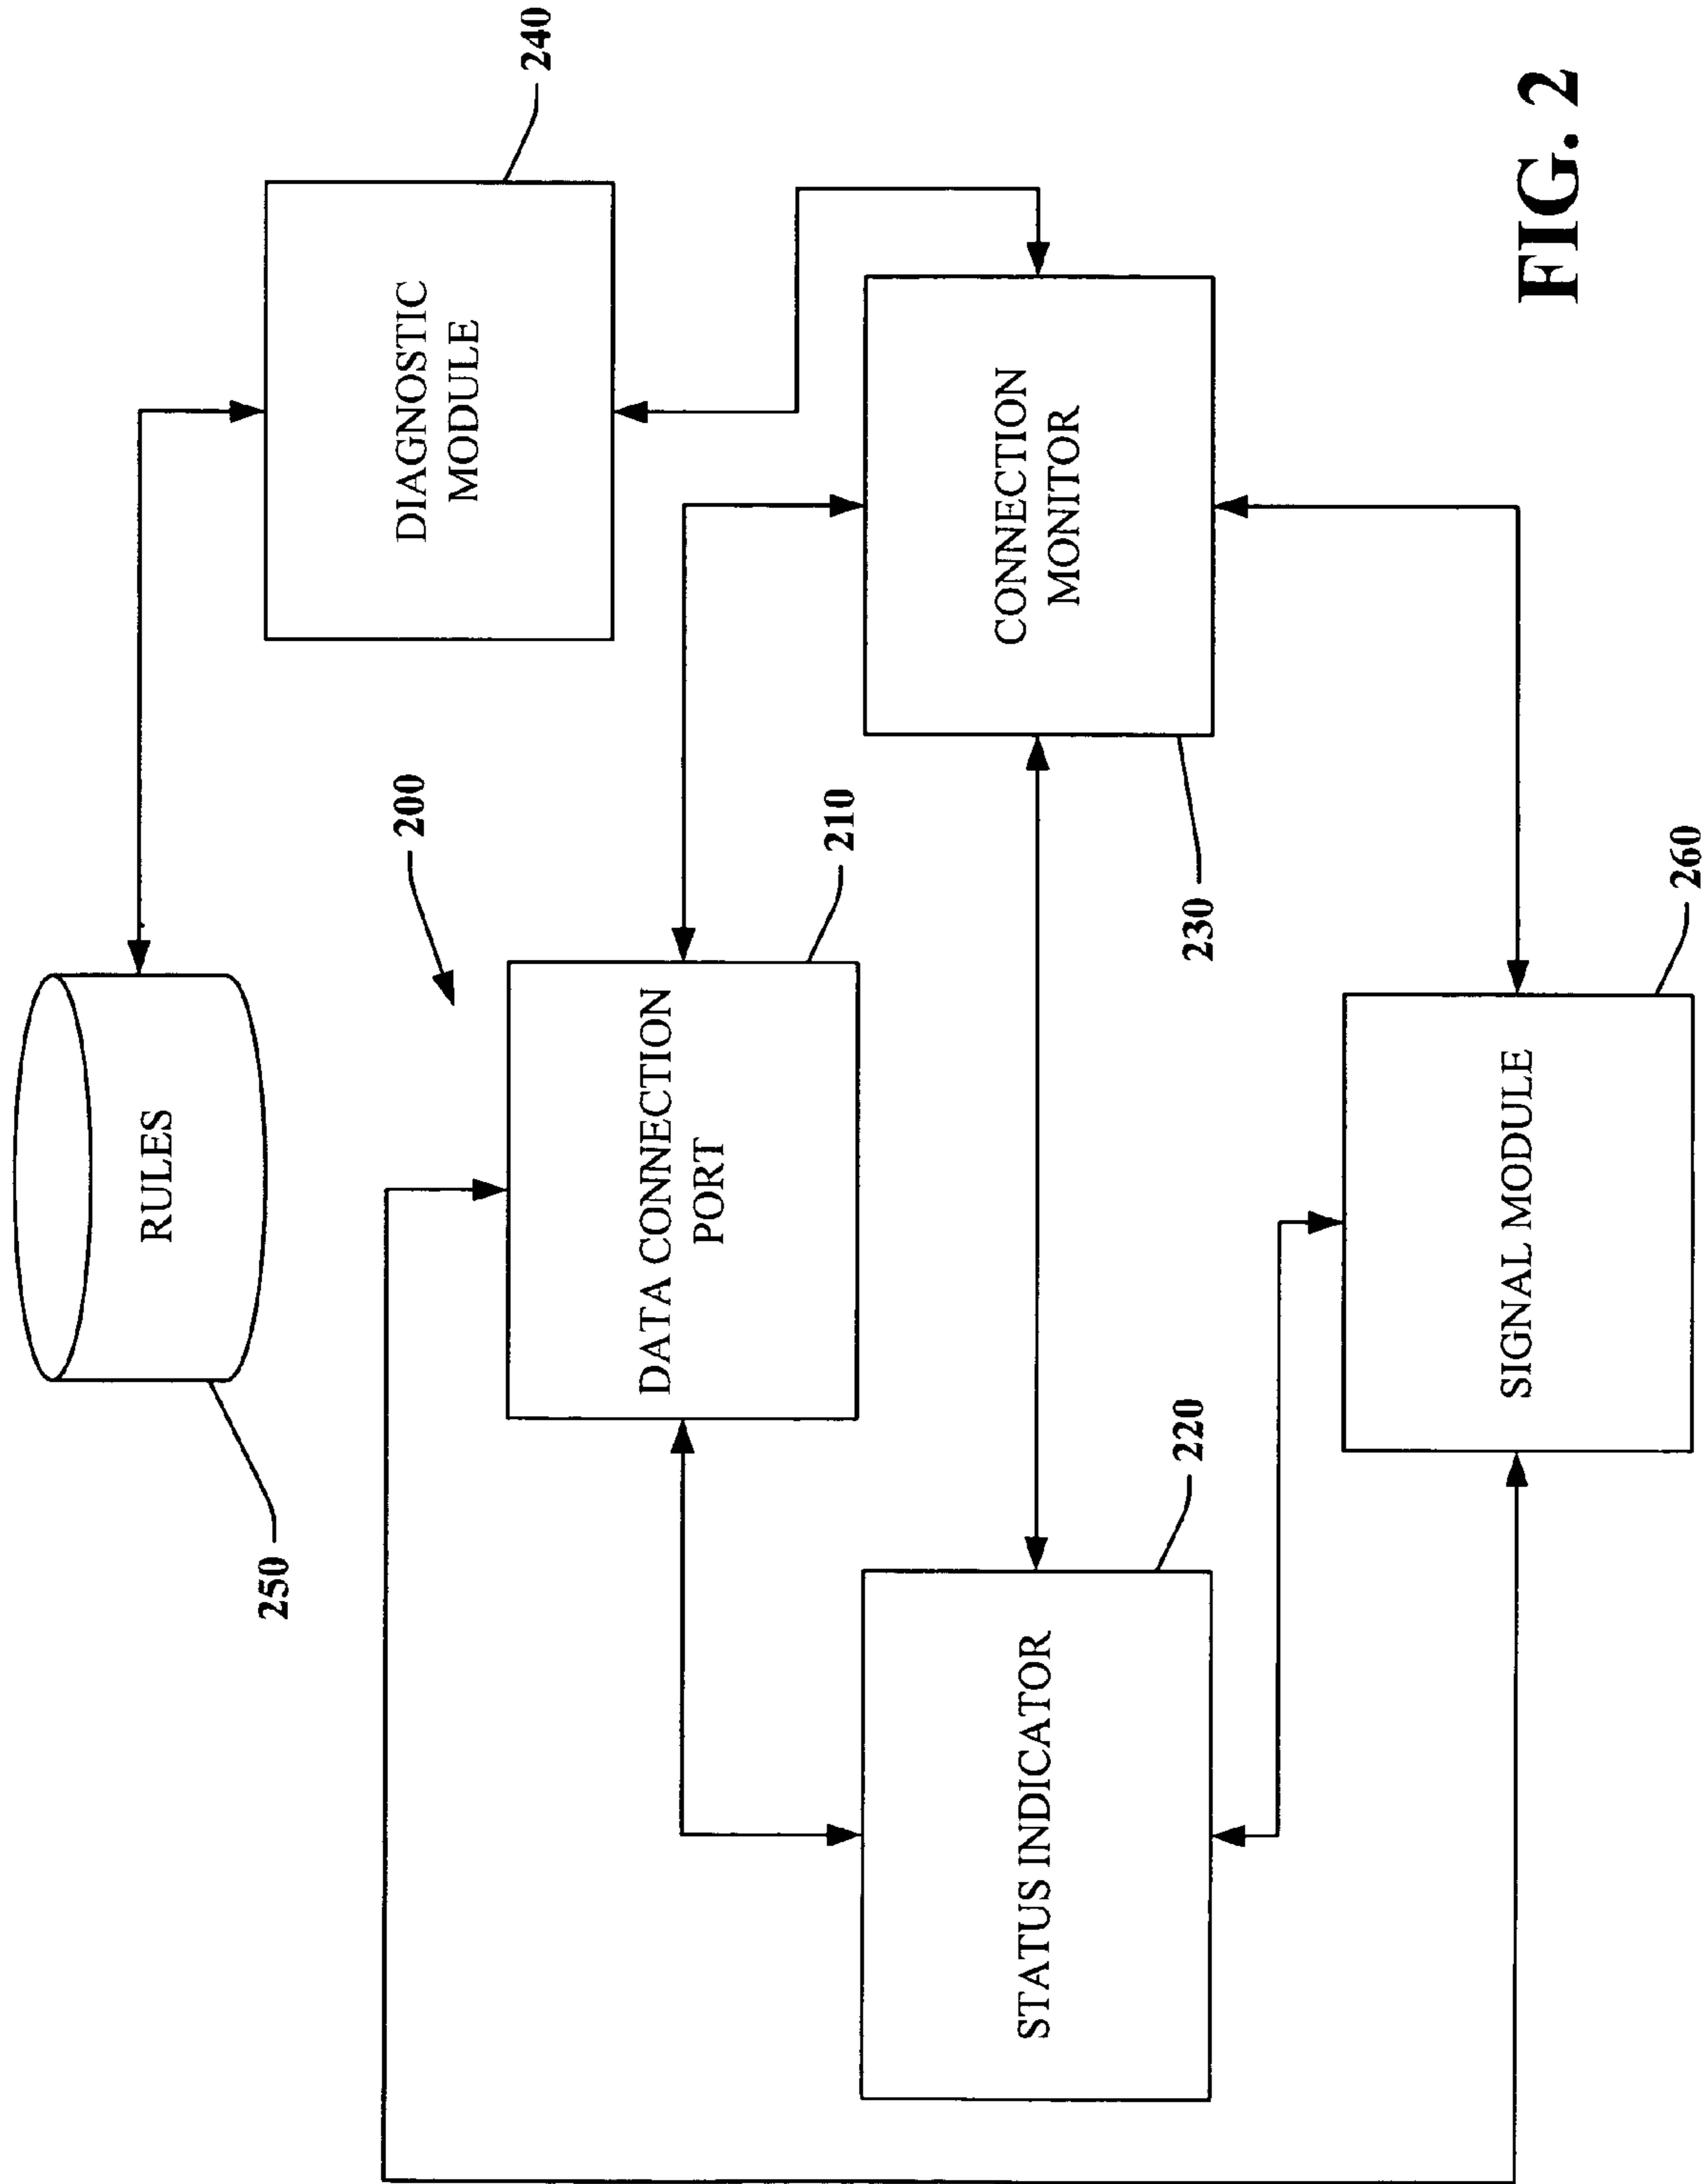 250
RULES
240
DIAGNOSTIC
MODULE
200
210
DATA CONNECTION
PORT
220
STATUS INDICATOR
230
CONNECTION
MONITOR
260
SIGNAL MODULE
FIG. 2